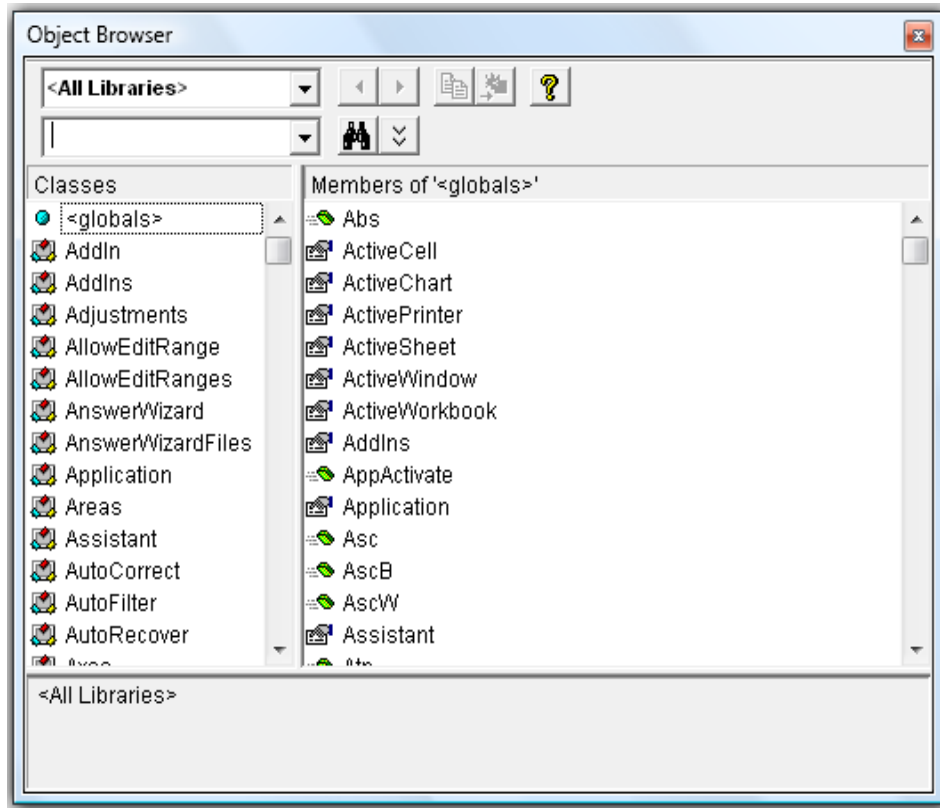 Object Browser
<All Libraries>
Classes
Members of '<globals>'
<globals>
AddIn
AddIns
Adjustments
AllowEditRange
AllowEditRanges
AnswerWizard
AnswerWizardFiles
Application
Areas
Assistant
AutoCorrect
AutoFilter
AutoRecover
Abs
ActiveCell
ActiveChart
ActivePrinter
ActiveSheet
ActiveWindow
ActiveWorkbook
AddIns
AppActivate
Application
Asc
AscB
AscW
Assistant
<All Libraries>